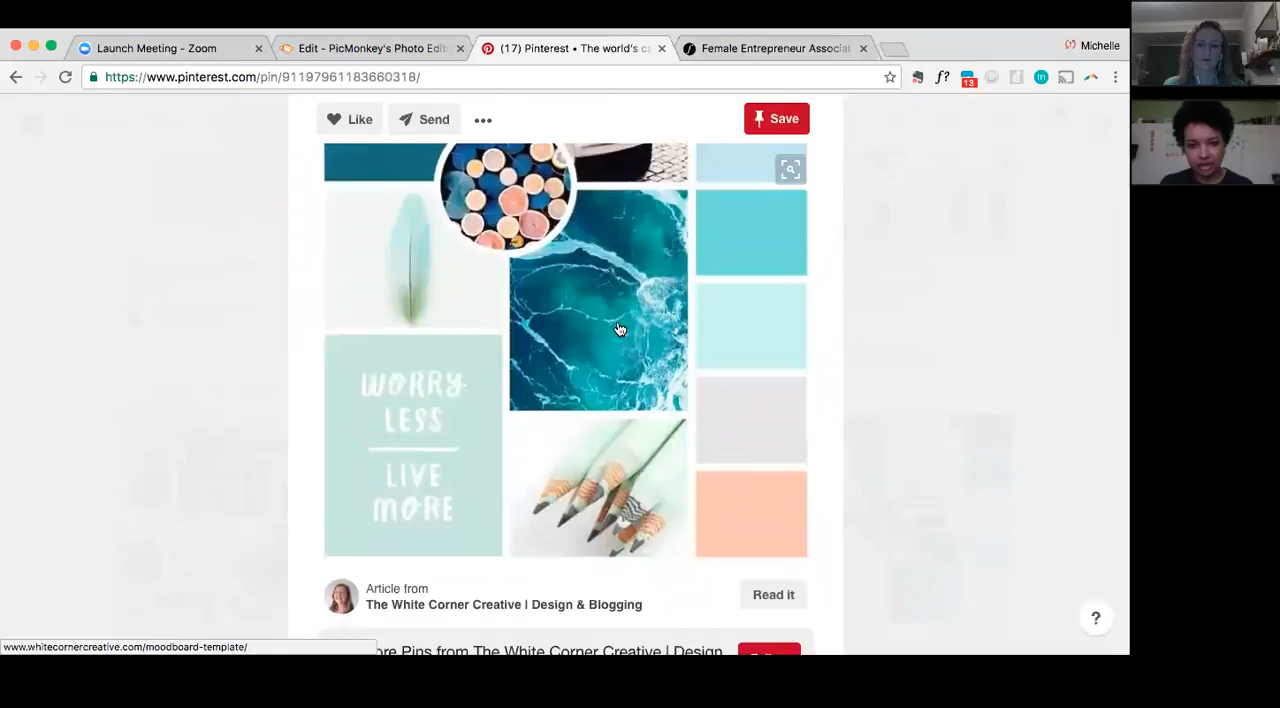 Launch Meeting - Zoom
Edit - PicMonkey's Photo Edit
(17) Pinterest • The world's ca
Female Entrepreneur Associat
Michelle
https://www.pinterest.com/pin/91197961183660318/
f?
13
m
Like
Send
Save
WORRY
LESS
LIVE
MORE
Article from
The White Corner Creative | Design & Blogging
Read it
?
www.whitecornercreative.com/moodboard-template/
Pins from The White Corner Creative | Design